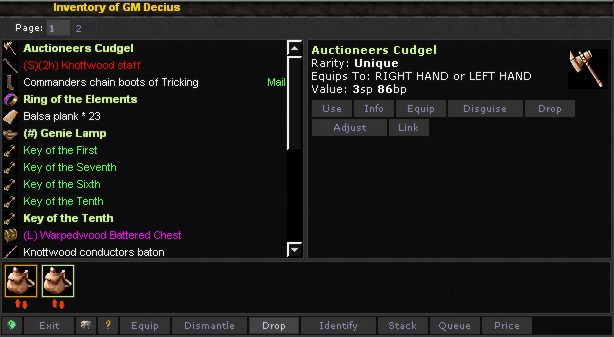 Inventory of GM Decius
Page: 1 2
Auctioneers Cudgel
(S)(2h) Knottwood staff
Commanders chain boots of Tricking Mail
Ring of the Elements
Balsa plank * 23
(#) Genie Lamp
Key of the First
Key of the Seventh
Key of the Sixth
Key of the Tenth
Key of the Tenth
(L) Warpedwood Battered Chest
Knottwood conductors baton
Auctioneers Cudgel
Rarity: Unique
Equips To: RIGHT HAND or LEFT HAND
Value: 3sp 86bp
Use Info Equip Disguise Drop
Adjust Link
Exit Equip Dismantle Drop Identify Stack Queue Price